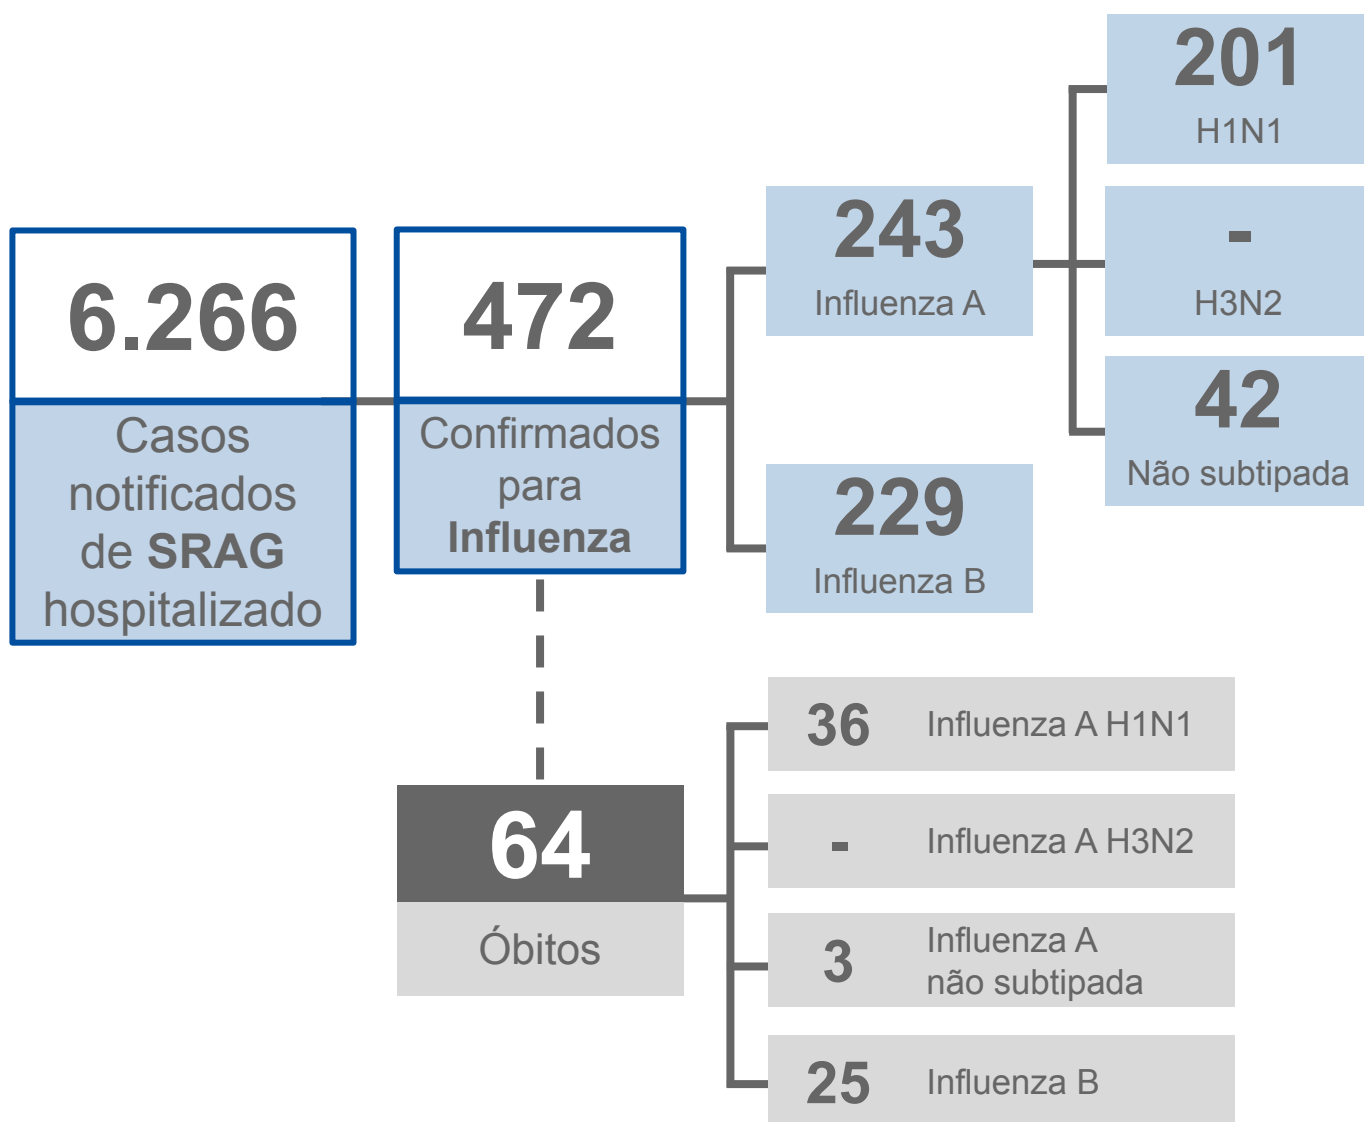 6.266
Casos
notificados
de SRAG
hospitalizado
472
Confirmados
para
Influenza
243
Influenza A
229
Influenza B
201
H1N1
-
H3N2
42
Não subtipada
64
Óbitos
36 Influenza A H1N1
- Influenza A H3N2
3 Influenza A
não subtipada
25 Influenza B